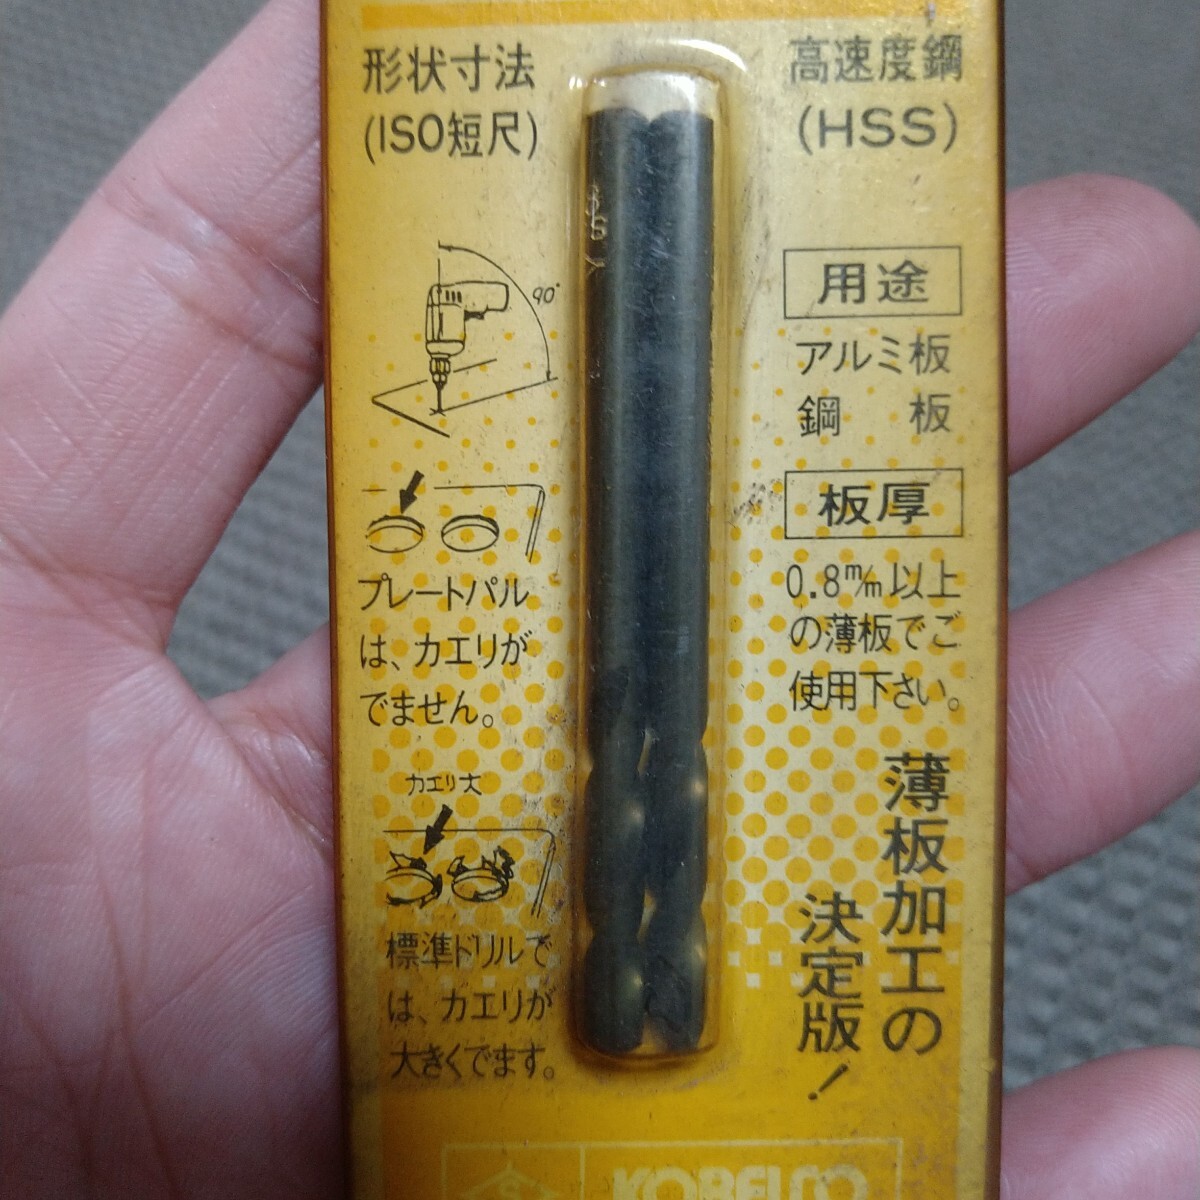 形状寸法
(ISO短尺)
90°
プレートパル
は、カエリが
でません。
カエリ大
標準ドリルで
は、カエリが
大きくでます。
高速度鋼
(HSS)
用途
アルミ板
鋼 板
板厚
0.8m/m以上
の薄板でご
使用下さい。
薄板加工の
決定版!
KOBELCO